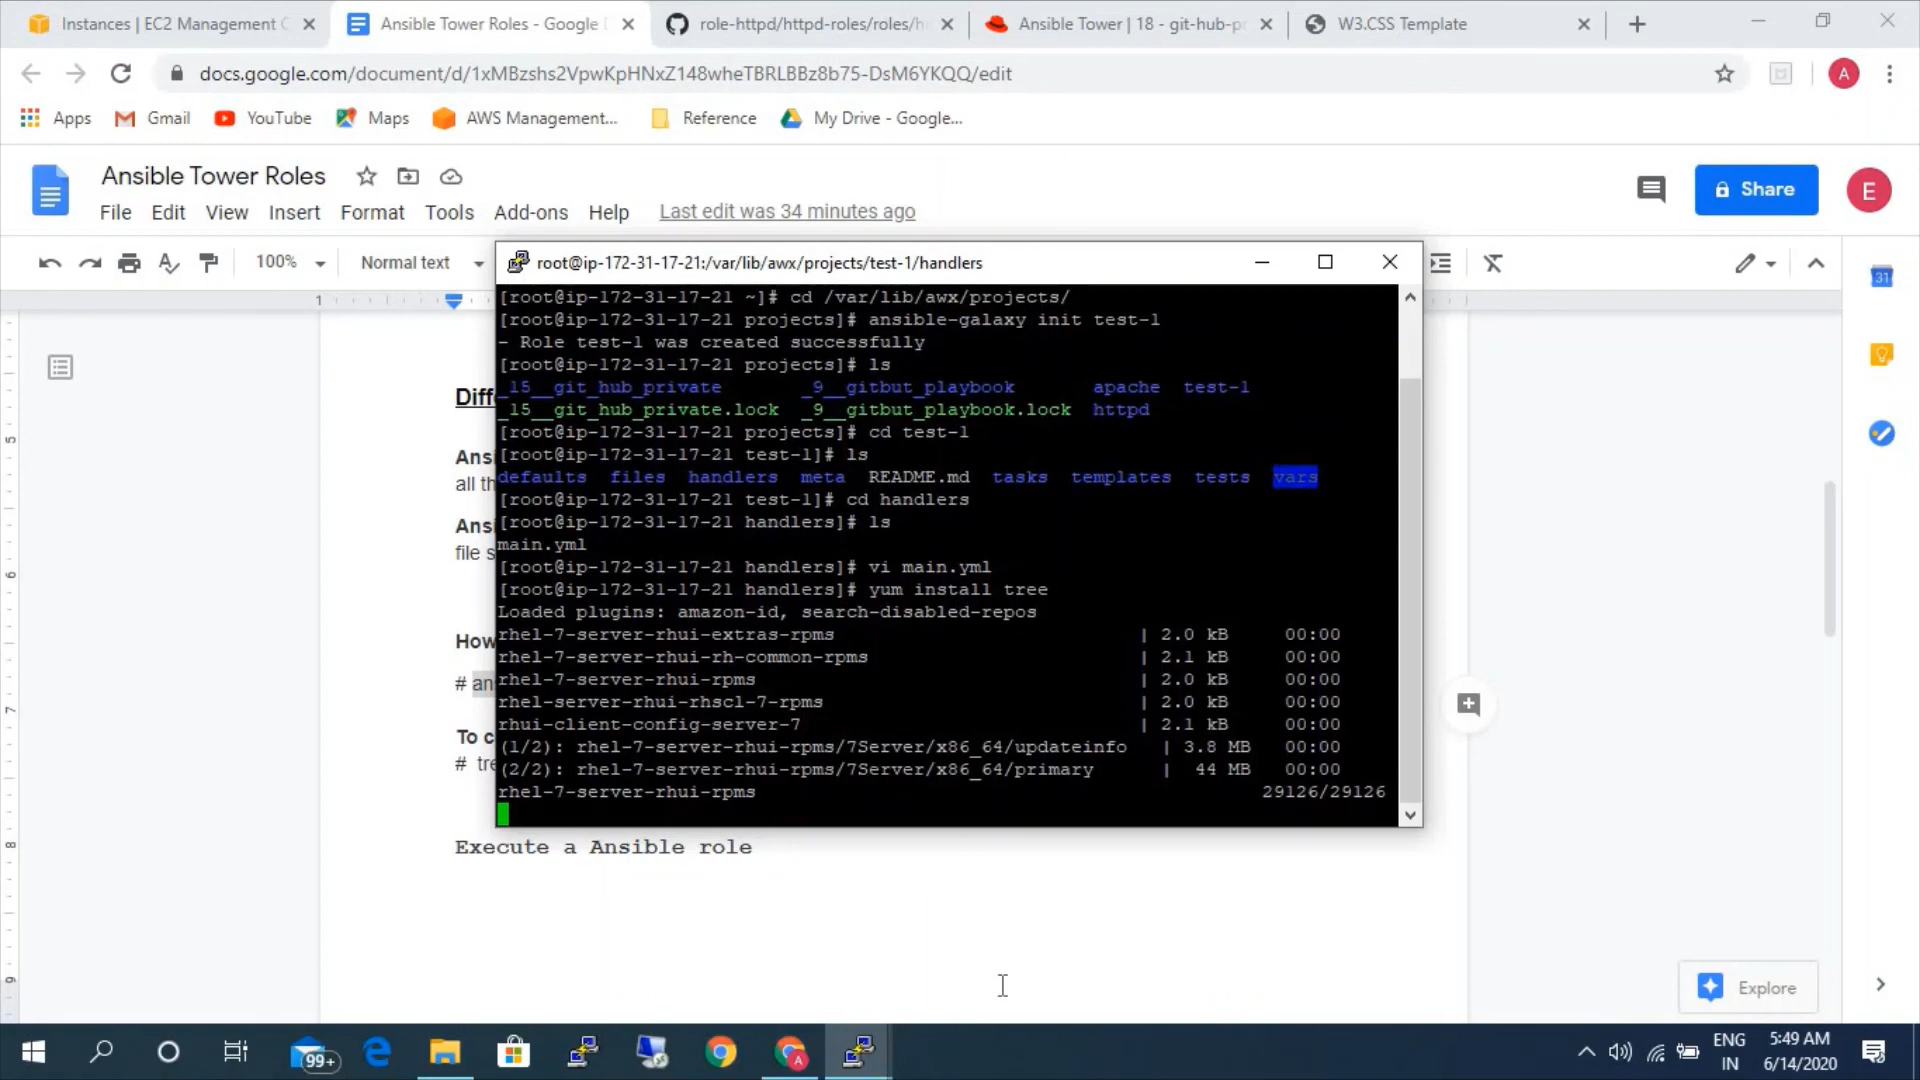 Instances | EC2 Management C
Ansible Tower Roles - Google D
role-httpd/httpd-roles/roles/h
Ansible Tower | 18 - git-hub-p
W3.CSS Template
docs.google.com/document/d/1xMBzshs2VpwKpHNxZ148wheTBRLBBz8b75-DsM6YKQQ/edit
A
Apps
Gmail
YouTube
Maps
AWS Management...
Reference
My Drive - Google...
Ansible Tower Roles
File Edit View Insert Format Tools Add-ons Help Last edit was 34 minutes ago
Share
E
100%
Normal text
31
1
root@ip-172-31-17-21:/var/lib/awx/projects/test-1/handlers
[root@ip-172-31-17-21 ~]# cd /var/lib/awx/projects/
[root@ip-172-31-17-21 projects]# ansible-galaxy init test-1
- Role test-1 was created successfully
[root@ip-172-31-17-21 projects]# ls
_15__git_hub_private _9__gitbut_playbook apache test-1
_15__git_hub_private.lock _9__gitbut_playbook.lock httpd
[root@ip-172-31-17-21 projects]# cd test-1
[root@ip-172-31-17-21 test-1]# ls
defaults files handlers meta README.md tasks templates tests vars
[root@ip-172-31-17-21 test-1]# cd handlers
[root@ip-172-31-17-21 handlers]# ls
main.yml
[root@ip-172-31-17-21 handlers]# vi main.yml
[root@ip-172-31-17-21 handlers]# yum install tree
Loaded plugins: amazon-id, search-disabled-repos
rhel-7-server-rhui-extras-rpms | 2.0 kB 00:00
rhel-7-server-rhui-rh-common-rpms | 2.1 kB 00:00
rhel-7-server-rhui-rpms | 2.0 kB 00:00
rhel-server-rhui-rhscl-7-rpms | 2.0 kB 00:00
rhui-client-config-server-7 | 2.1 kB 00:00
(1/2): rhel-7-server-rhui-rpms/7Server/x86_64/updateinfo | 3.8 MB 00:00
(2/2): rhel-7-server-rhui-rpms/7Server/x86_64/primary | 44 MB 00:00
rhel-7-server-rhui-rpms 29126/29126
Diffe
Ansi
all th
Ansi
file s
How
# an
To c
# tre
Execute a Ansible role
5
6
7
8
9
Explore
99+
A
ENG
IN
5:49 AM
6/14/2020